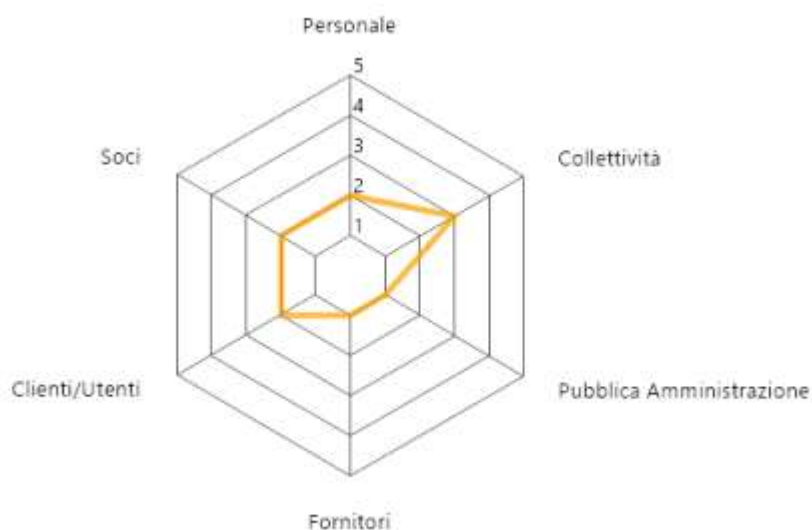 Personale
5
4
3
2
1
Soci
Collettività
Clienti/Utenti
Pubblica Amministrazione
Fornitori